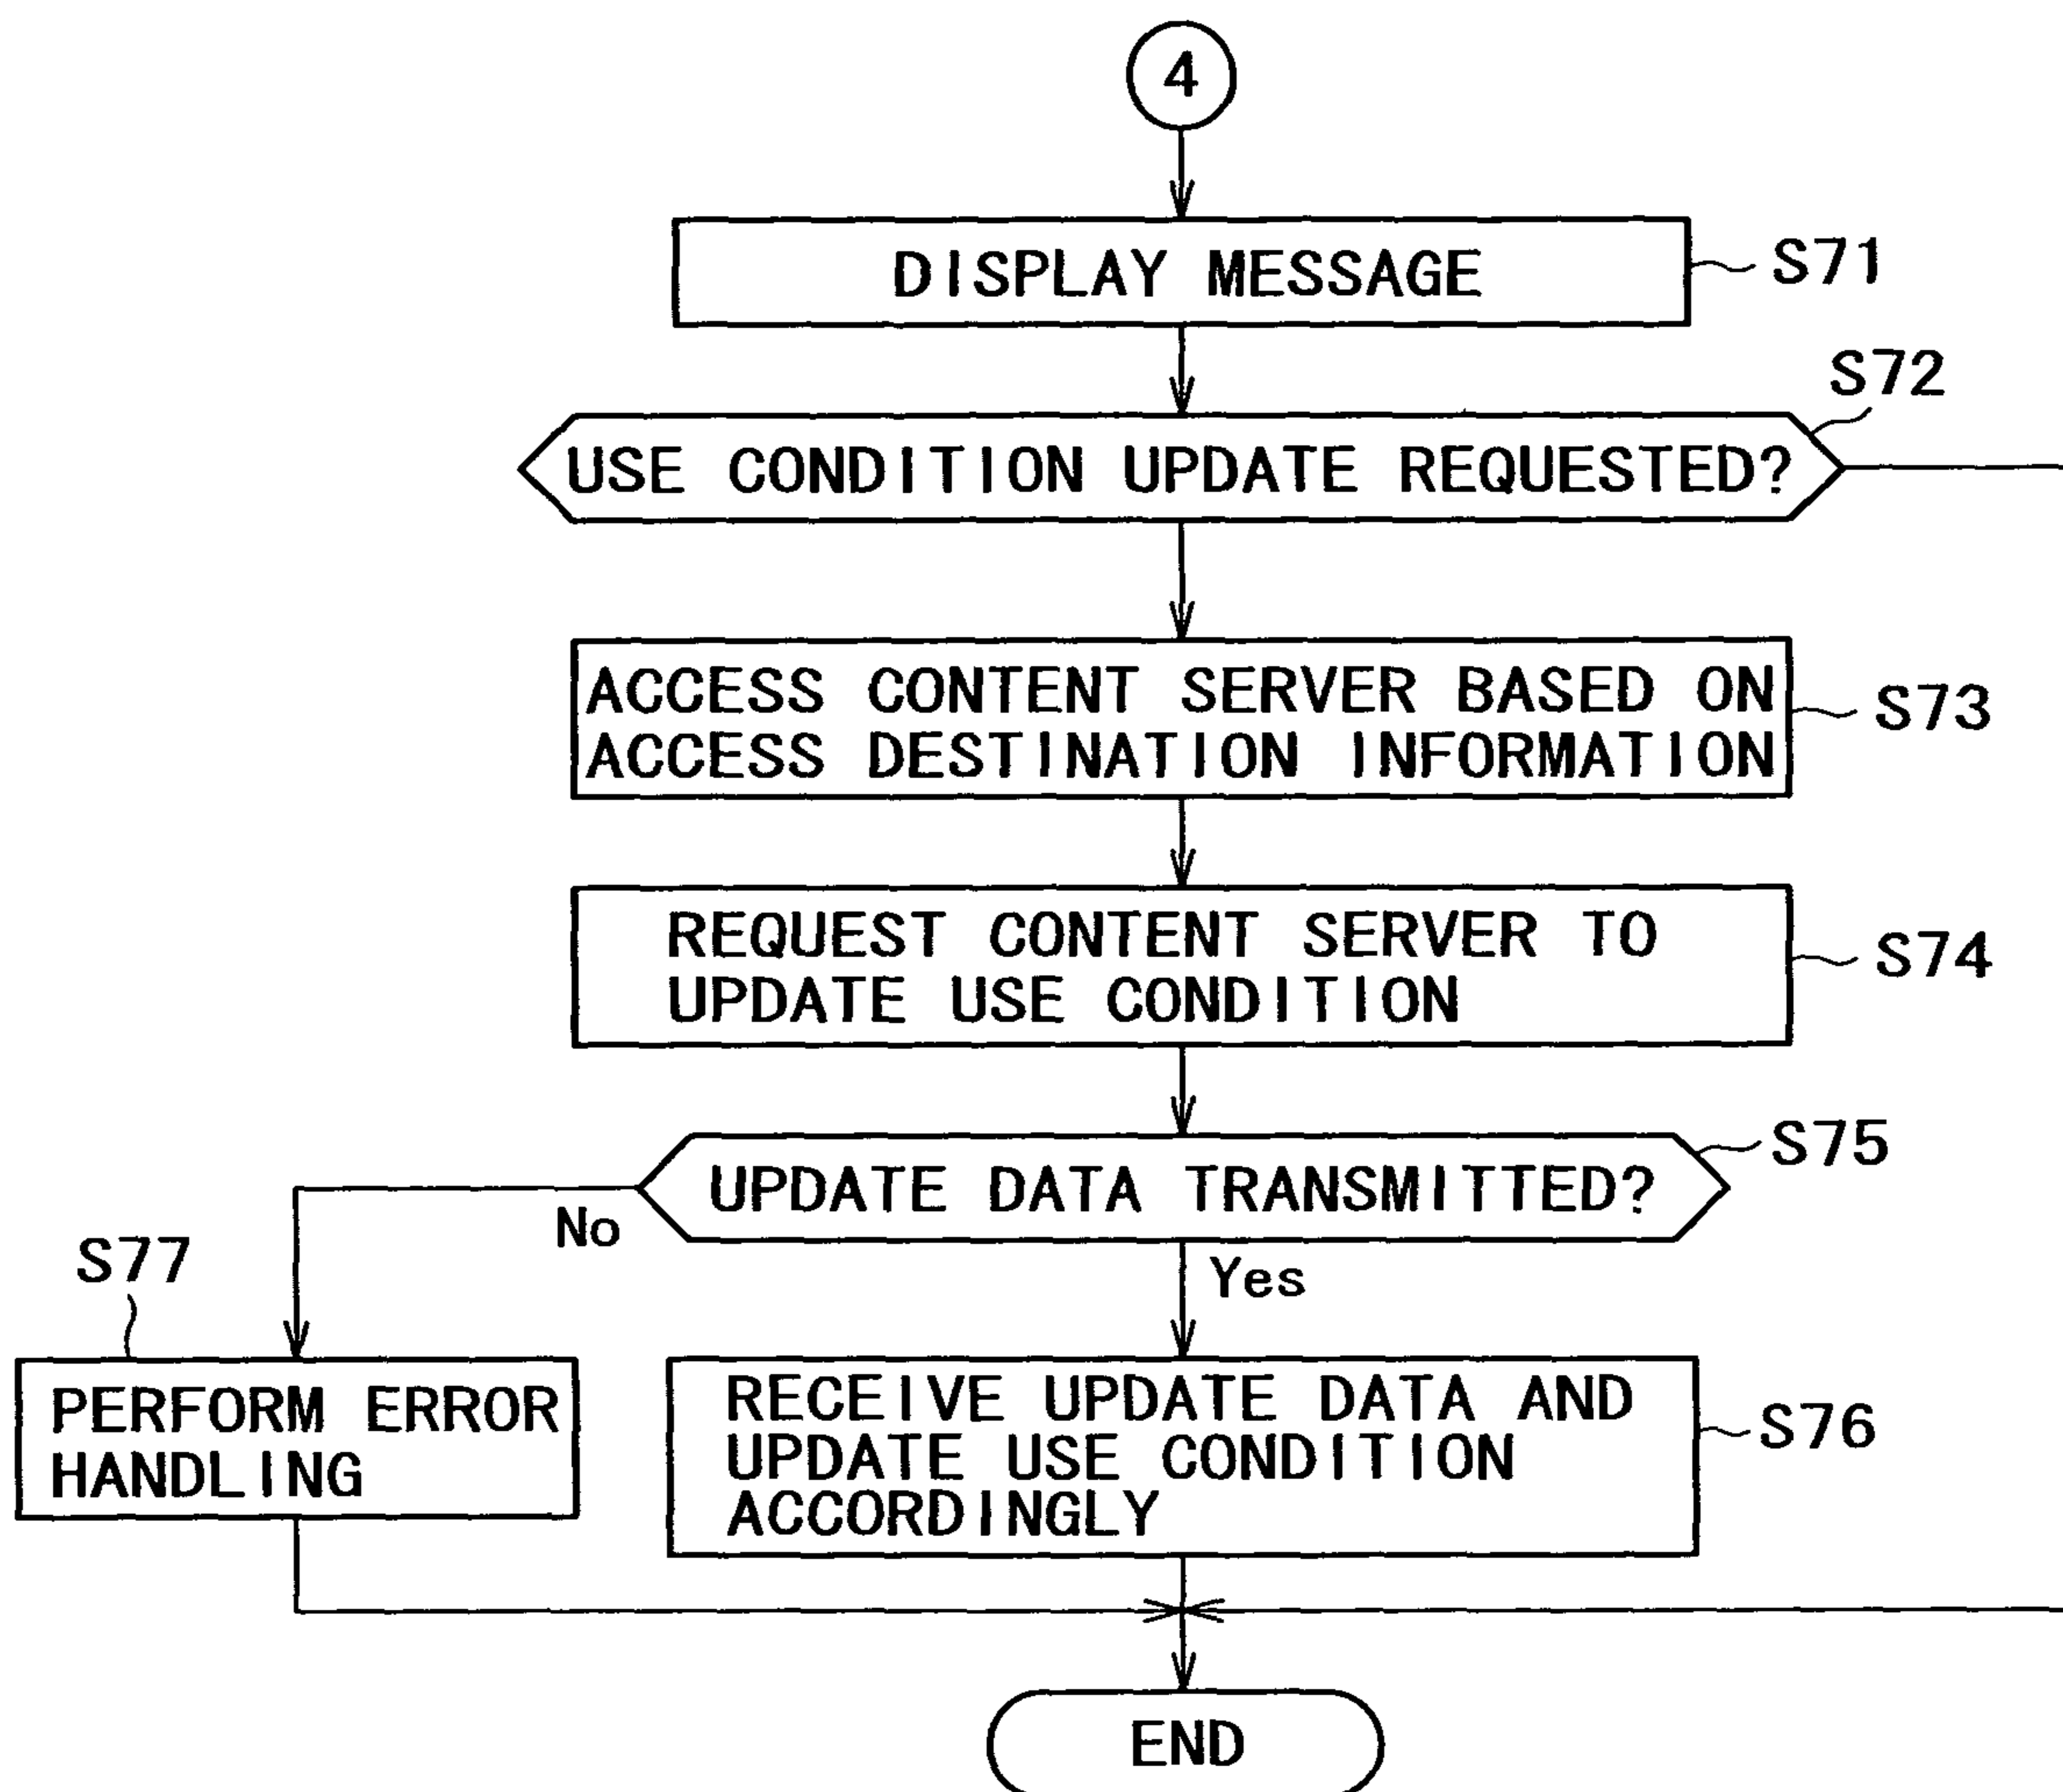 4
DISPLAY MESSAGE
S71
S72
USE CONDITION UPDATE REQUESTED?
ACCESS CONTENT SERVER BASED ON
ACCESS DESTINATION INFORMATION
S73
REQUEST CONTENT SERVER TO
UPDATE USE CONDITION
S74
S75
UPDATE DATA TRANSMITTED?
No
Yes
S77
PERFORM ERROR
HANDLING
RECEIVE UPDATE DATA AND
UPDATE USE CONDITION
ACCORDINGLY
S76
END